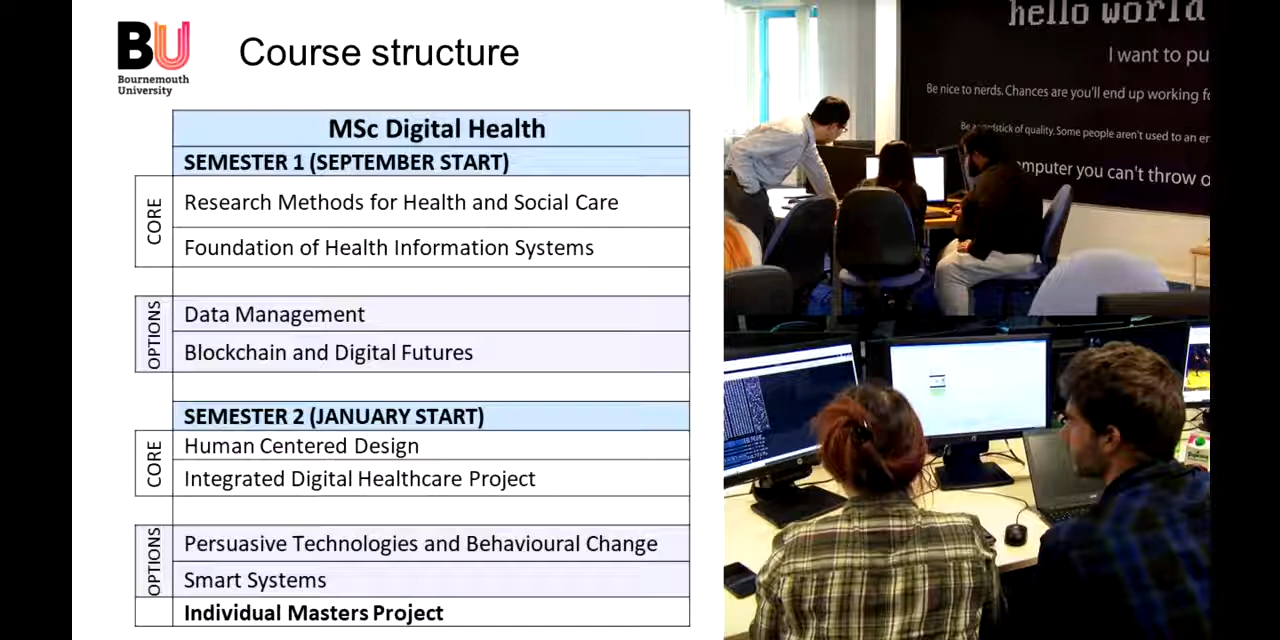 BU
Bournemouth
University
Course structure
MSc Digital Health
SEMESTER 1 (SEPTEMBER START)
CORE
Research Methods for Health and Social Care
Foundation of Health Information Systems
OPTIONS
Data Management
Blockchain and Digital Futures
SEMESTER 2 (JANUARY START)
CORE
Human Centered Design
Integrated Digital Healthcare Project
OPTIONS
Persuasive Technologies and Behavioural Change
Smart Systems
Individual Masters Project
hello world
I want to pu
Be nice to nerds. Chances are you'll end up working fo
of quality. Some people aren't used to an
you can't throw